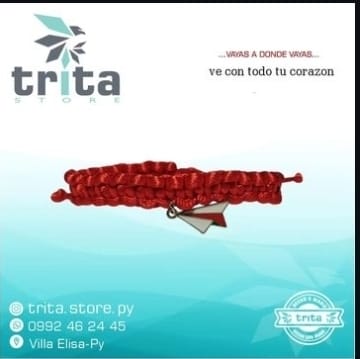 trita
STORE
...VAYAS A DONDE VAYAS...
ve con todo tu corazon
trita.store.py
0992 46 24 45
Villa Elisa-Py
trita